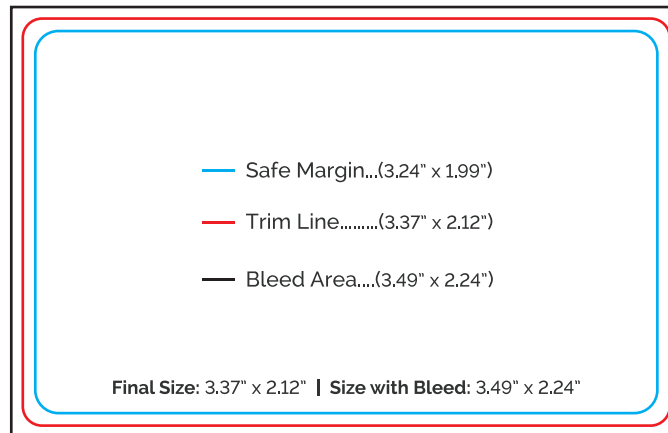 Safe Margin...(3.24” x 1.99”)
Trim Line.........(3.37” x 2.12”)
Bleed Area....(3.49” x 2.24”)
Final Size: 3.37” x 2.12” | Size with Bleed: 3.49” x 2.24”